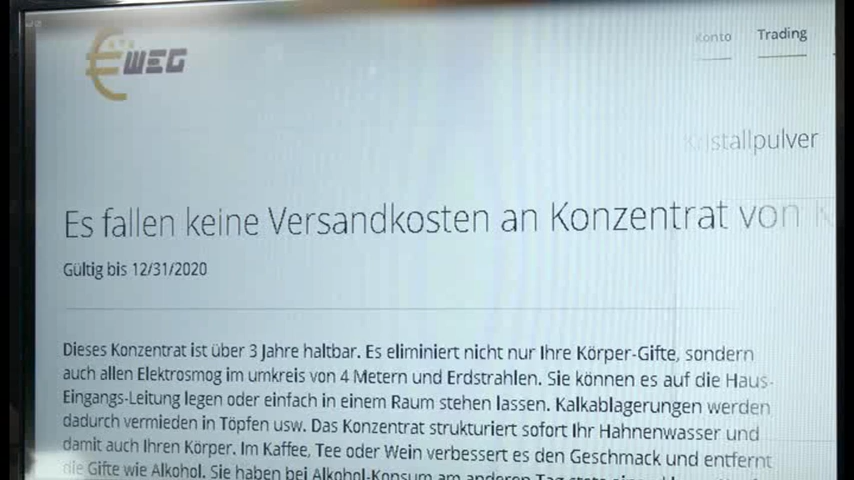 WEG
Konto Trading
Kristallpulver
Es fallen keine Versandkosten an Konzentrat von
Gültig bis 12/31/2020
Dieses Konzentrat ist über 3 Jahre haltbar. Es eliminiert nicht nur Ihre Körper-Gifte, sondern
auch allen Elektrosmog im umkreis von 4 Metern und Erdstrahlen. Sie können es auf die Haus-
Eingangs-Leitung legen oder einfach in einem Raum stehen lassen. Kalkablagerungen werden
dadurch vermieden in Töpfen usw. Das Konzentrat strukturiert sofort Ihr Hahnenwasser und
damit auch Ihren Körper. Im Kaffee, Tee oder Wein verbessert es den Geschmack und entfernt
die Gifte wie Alkohol. Sie haben bei Alkohol-Konsum am anderen Tag